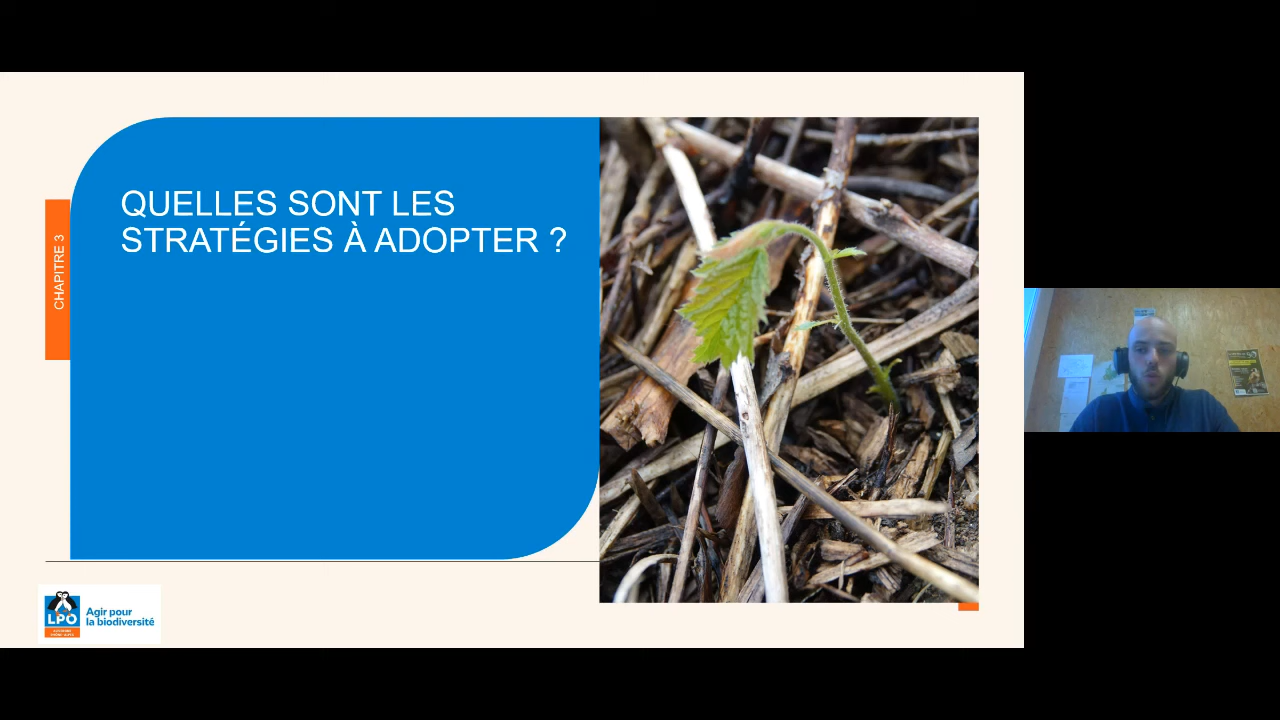 CHAPITRE 3
QUELLES SONT LES
STRATÉGIES À ADOPTER ?
LPO
Agir pour
la biodiversité